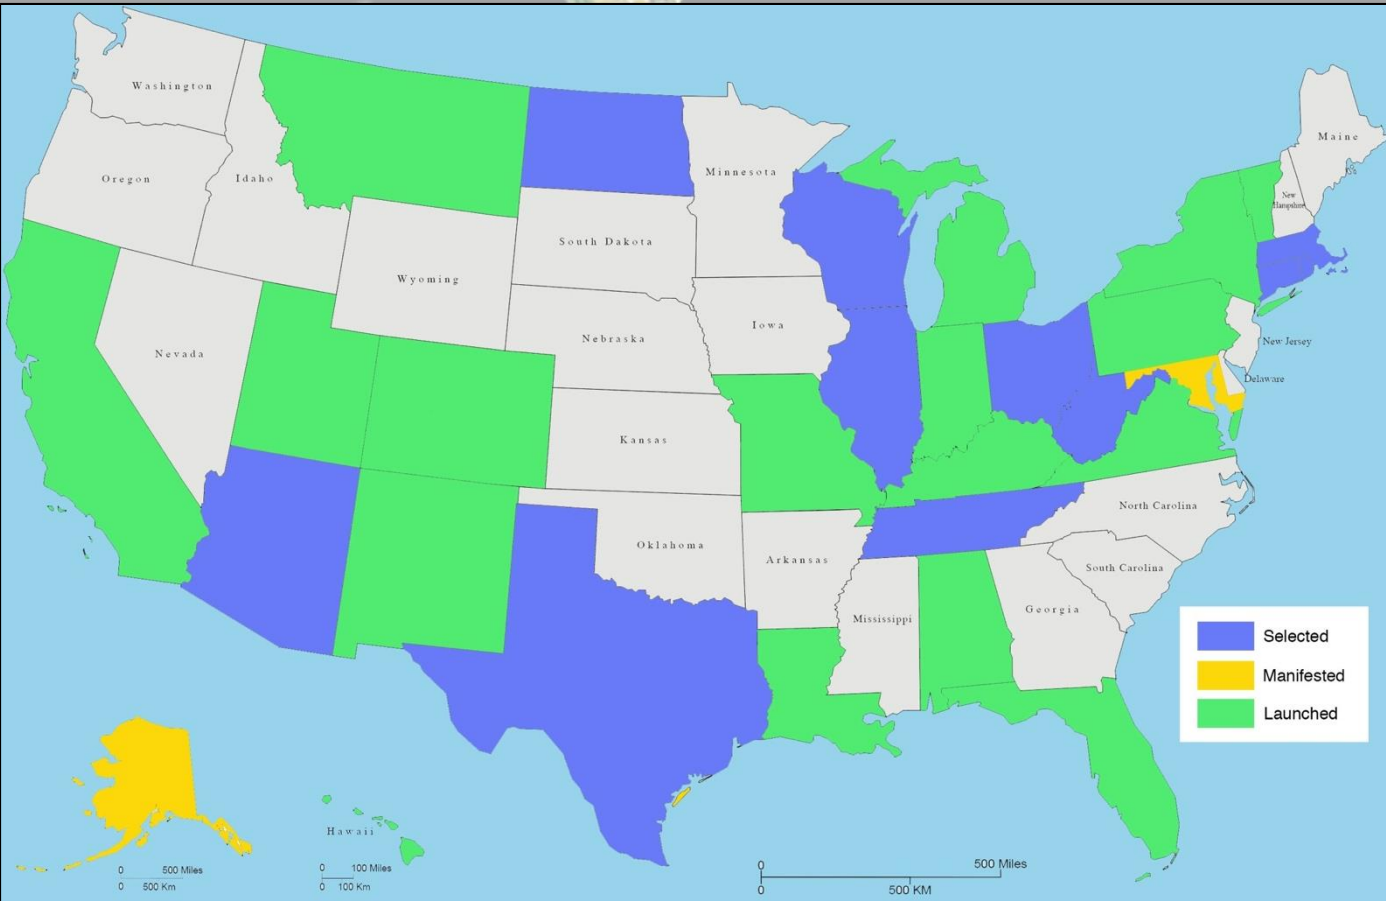 Washington
Maine
Oregon
Idaho
Minnesota
New
Hampshire
South Dakota
Wyoming
Iowa
Nebraska
New Jersey
Nevada
Delaware
Kansas
North Carolina
Oklahoma
Arkansas
South Carolina
Georgia
Mississippi
Selected
Manifested
Launched
Hawaii
0 500 Miles
0 500 Km
0 100 Miles
0 100 Km
0 500 Miles
0 500 KM